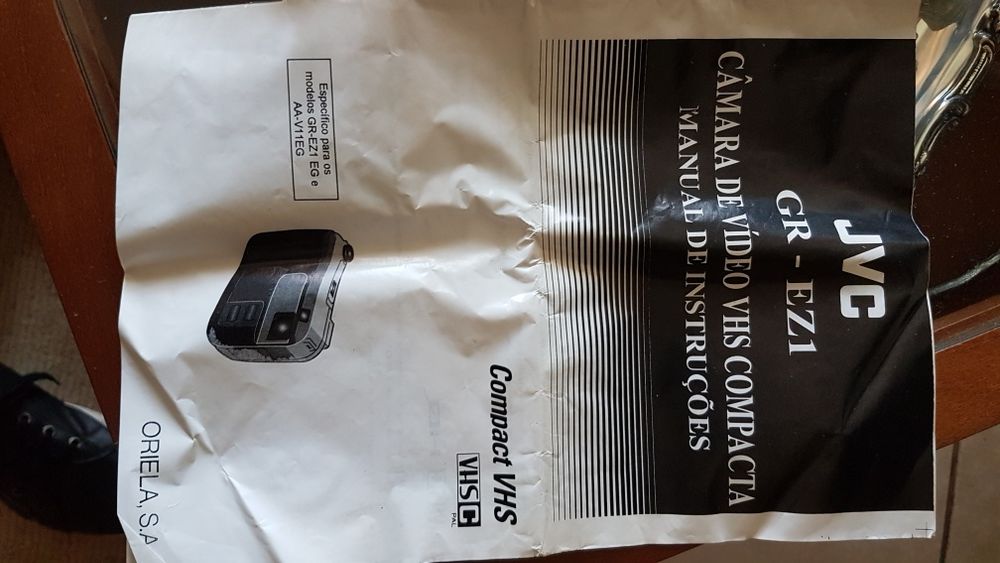 JVC
GR - EZ1
CÂMARA DE VÍDEO VHS COMPACTA
MANUAL DE INSTRUÇÕES
Compact VHS
VHS C
PAL
Específico para os
modelos GR-EZ1 EG e
AA-V11EG
ORIELA, S.A